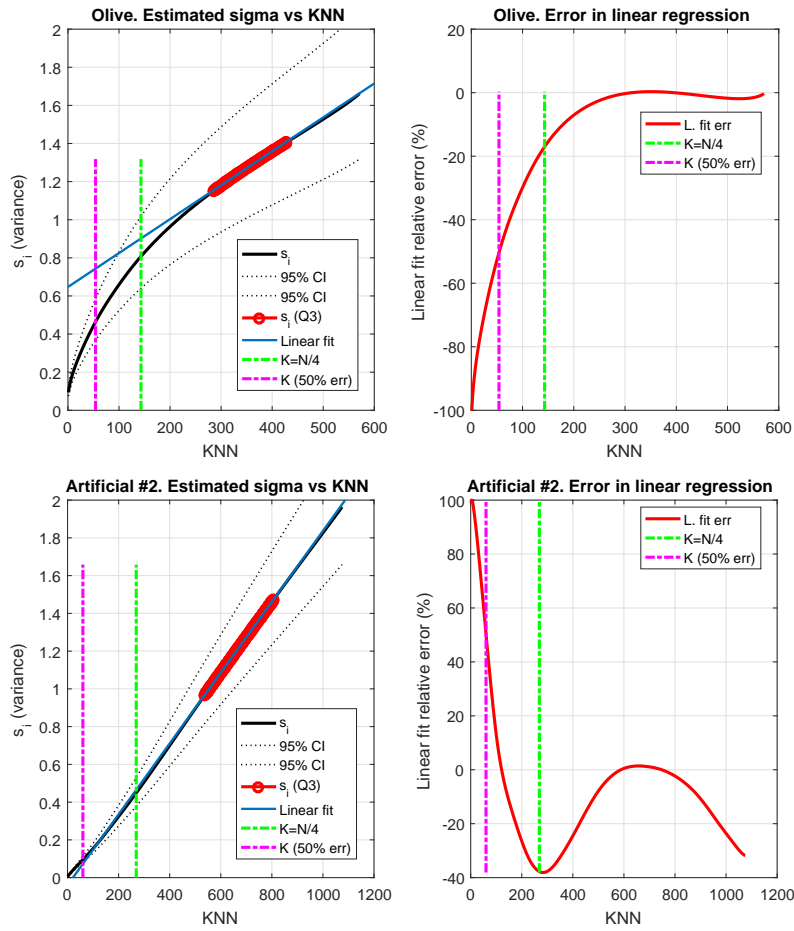 Olive. Estimated sigma vs KNN
2
1.8
1.6
1.4
1.2
1
0.8
0.6
0.4
0.2
0
s_i (variance)
s_i
95% CI
95% CI
s_i (Q3)
Linear fit
K=N/4
K (50% err)
0 100 200 300 400 500 600
KNN
Olive. Error in linear regression
20
0
-20
-40
-60
-80
-100
Linear fit relative error (%)
L. fit err
K=N/4
K (50% err)
0 100 200 300 400 500 600
KNN
Artificial #2. Estimated sigma vs KNN
2
1.8
1.6
1.4
1.2
1
0.8
0.6
0.4
0.2
0
s_i (variance)
s_i
95% CI
95% CI
s_i (Q3)
Linear fit
K=N/4
K (50% err)
0 200 400 600 800 1000 1200
KNN
Artificial #2. Error in linear regression
100
80
60
40
20
0
-20
-40
Linear fit relative error (%)
L. fit err
K=N/4
K (50% err)
0 200 400 600 800 1000 1200
KNN